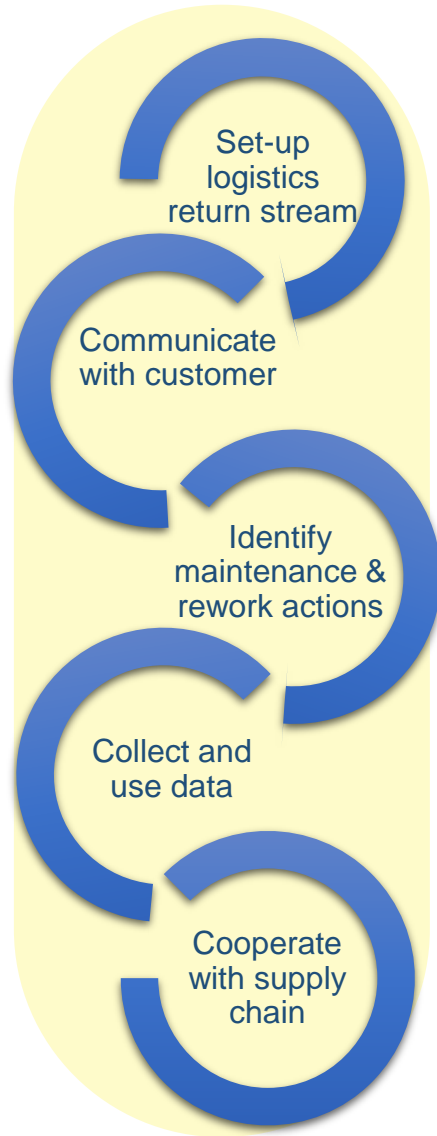 Set-up
logistics
return stream
Communicate
with customer
Identify
maintenance &
rework actions
Collect and
use data
Cooperate
with supply
chain